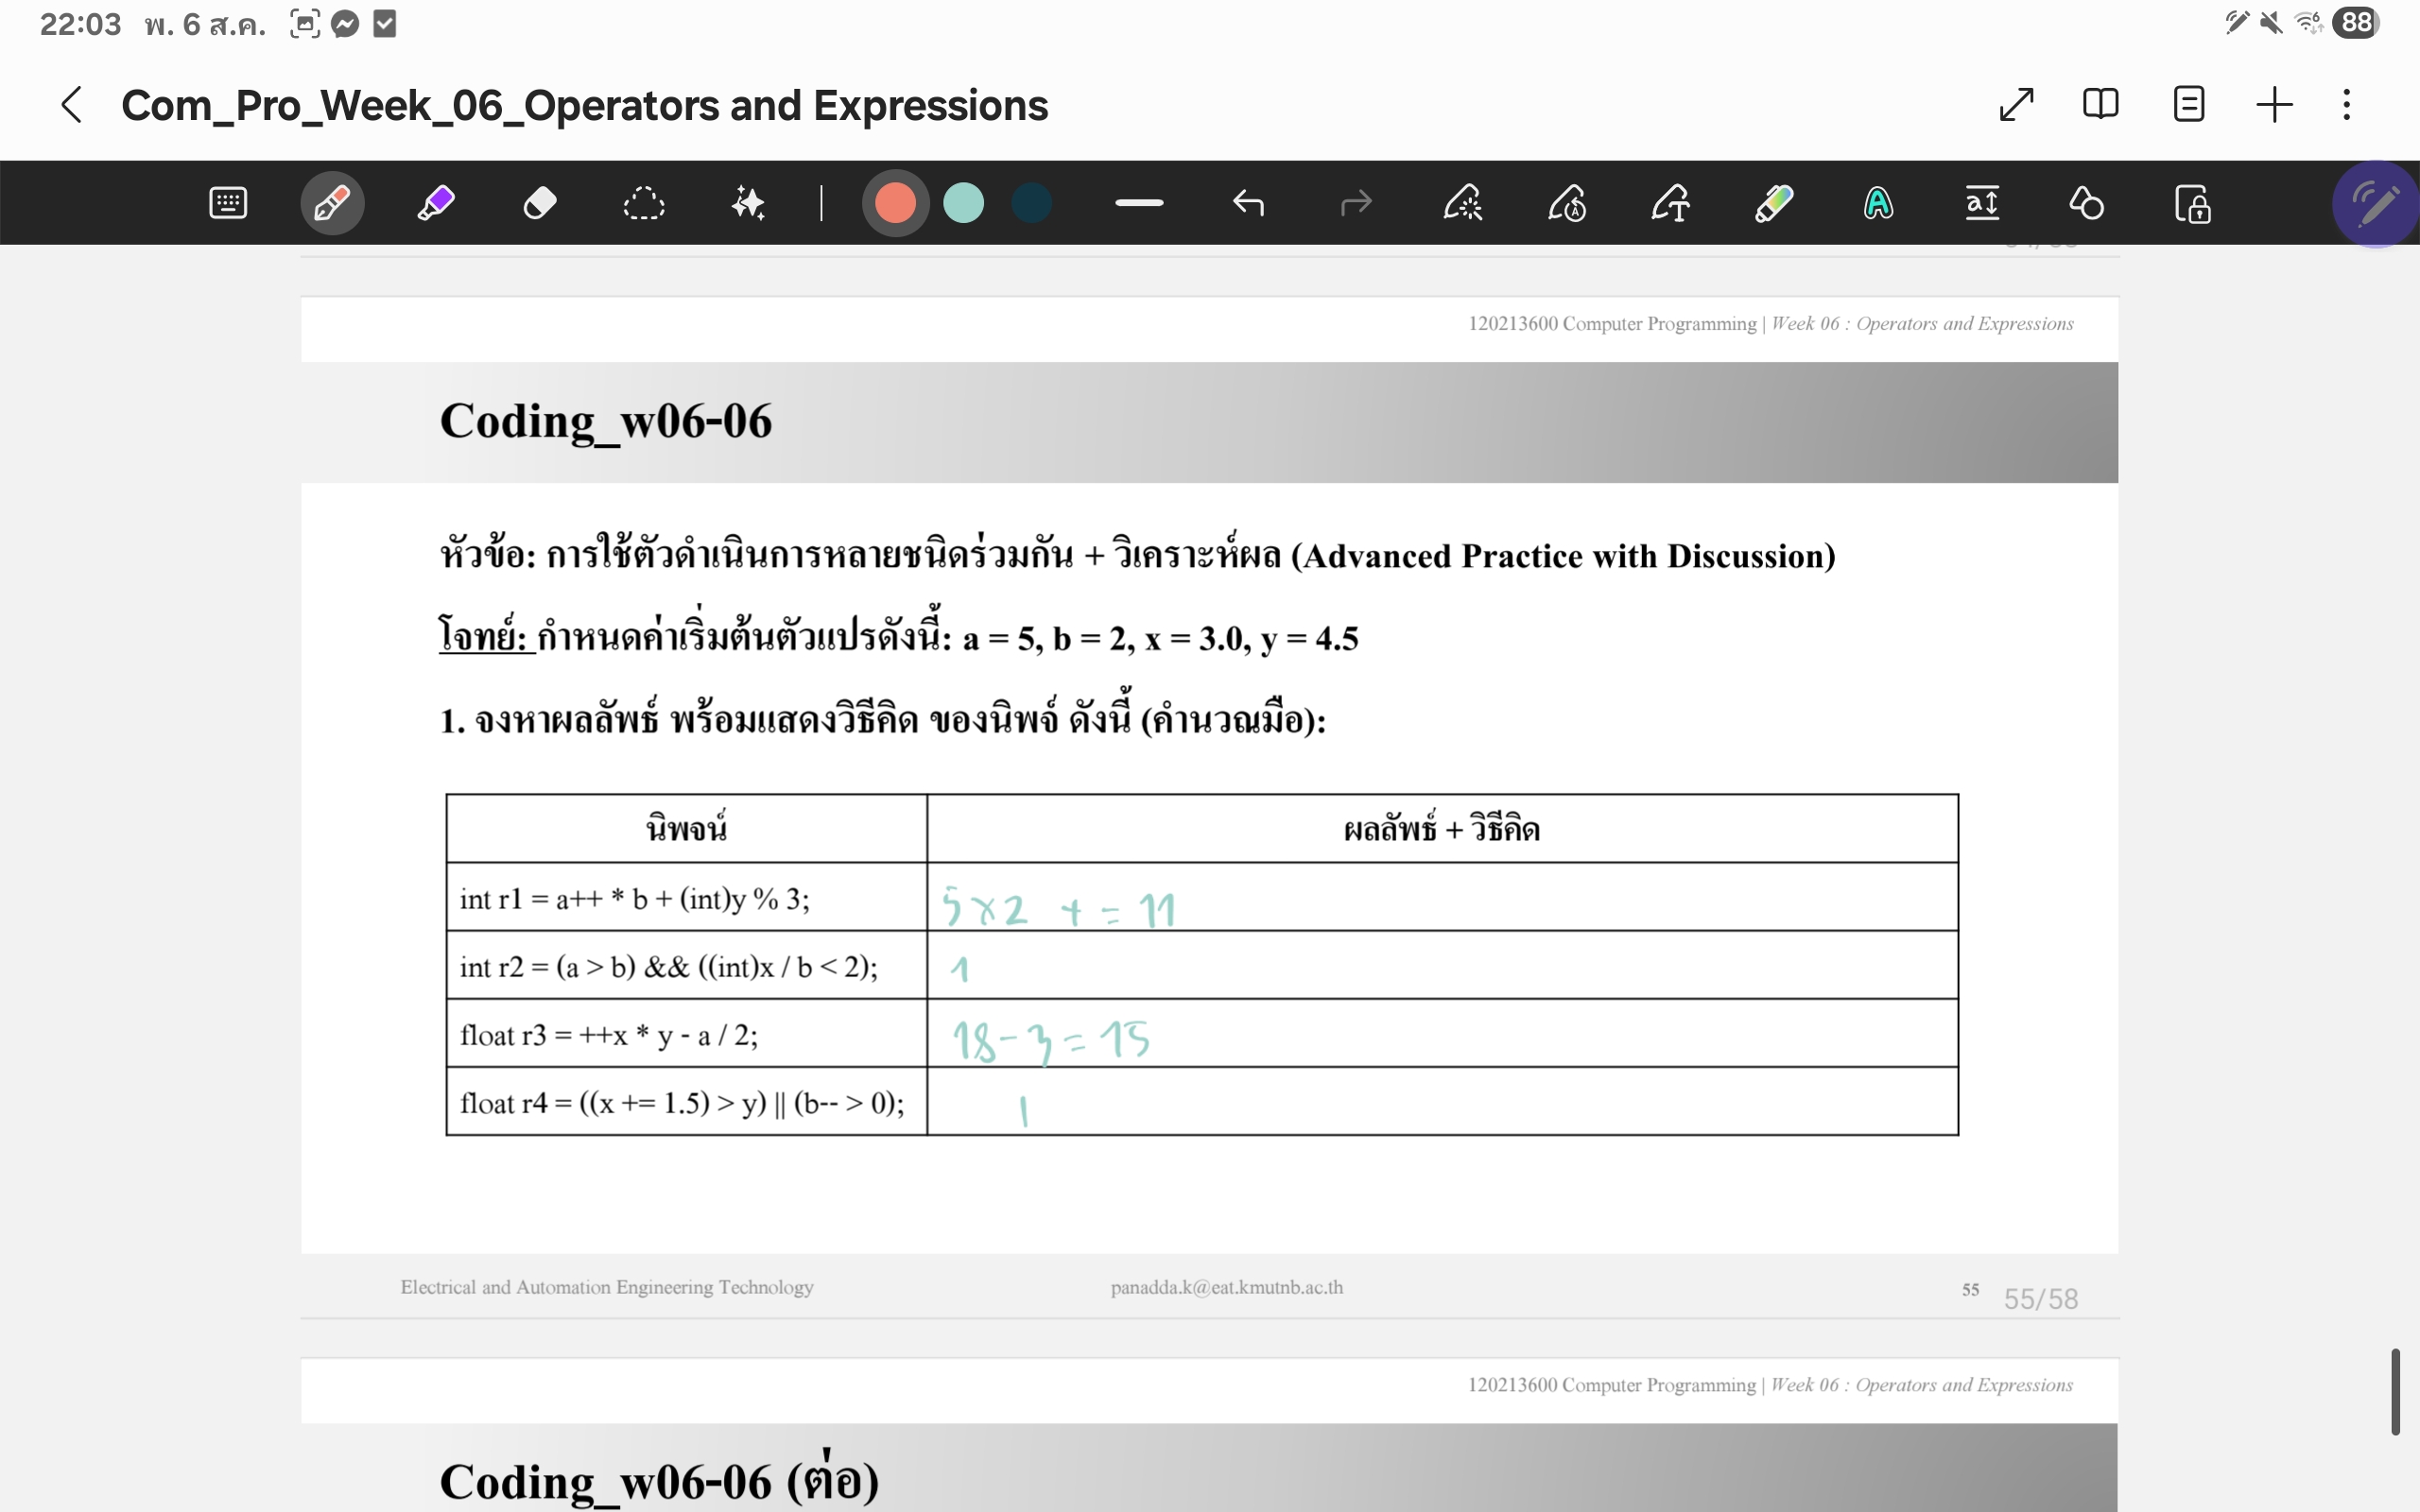 22:03 พ. 6 ส.ค. 88
Com_Pro_Week_06_Operators and Expressions
120213600 Computer Programming | Week 06 : Operators and Expressions
Coding_w06-06
หัวข้อ: การใช้ตัวดำเนินการหลายชนิดร่วมกัน + วิเคราะห์ผล (Advanced Practice with Discussion)
โจทย์: กำหนดค่าเริ่มต้นตัวแปรดังนี้: a = 5, b = 2, x = 3.0, y = 4.5
1. จงหาผลลัพธ์ พร้อมแสดงวิธีคิด ของนิพจ์ ดังนี้ (คำนวณมือ):
นิพจน์ ผลลัพธ์ + วิธีคิด
int r1 = a++ * b + (int)y % 3; 5 × 2 + = 11
int r2 = (a > b) && ((int)x / b < 2); 1
float r3 = ++x * y - a / 2; 18 - 3 = 15
float r4 = ((x += 1.5) > y) || (b-- > 0); 1
Electrical and Automation Engineering Technology panadda.k@eat.kmutnb.ac.th 55 55/58
120213600 Computer Programming | Week 06 : Operators and Expressions
Coding_w06-06 (ต่อ)